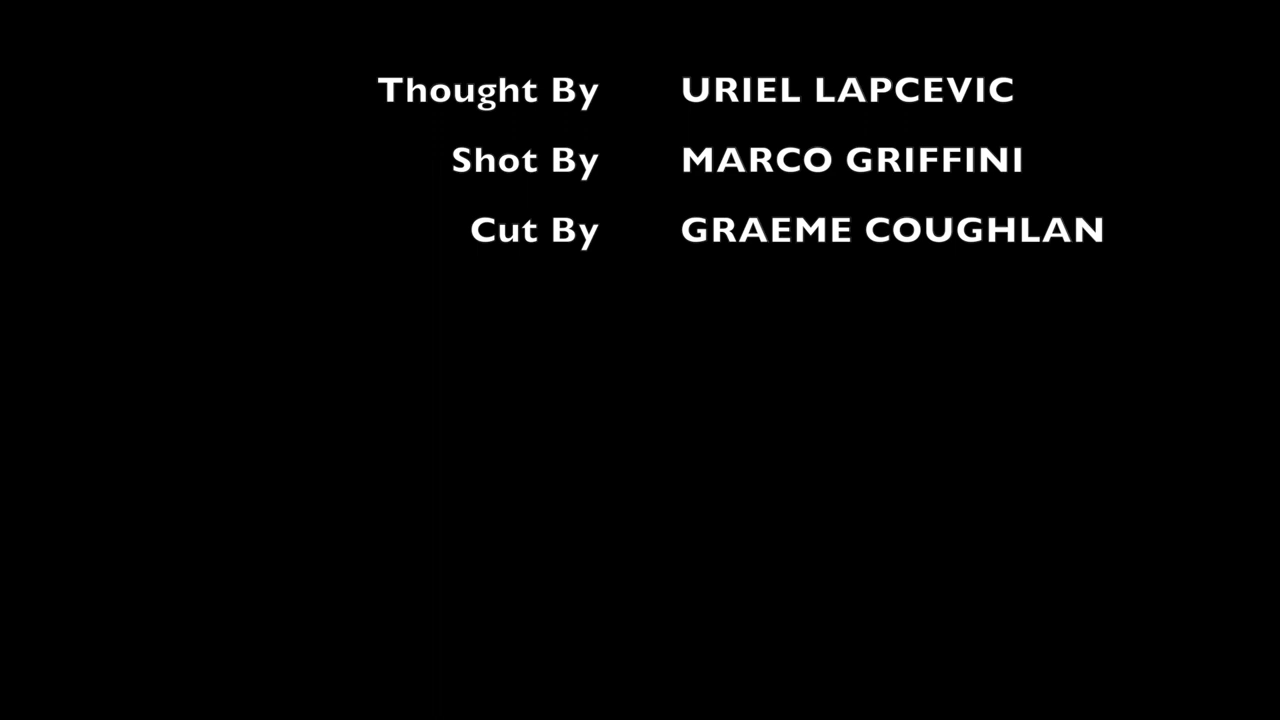 Thought By URIEL LAPCEVIC
Shot By MARCO GRIFFINI
Cut By GRAEME COUGHLAN